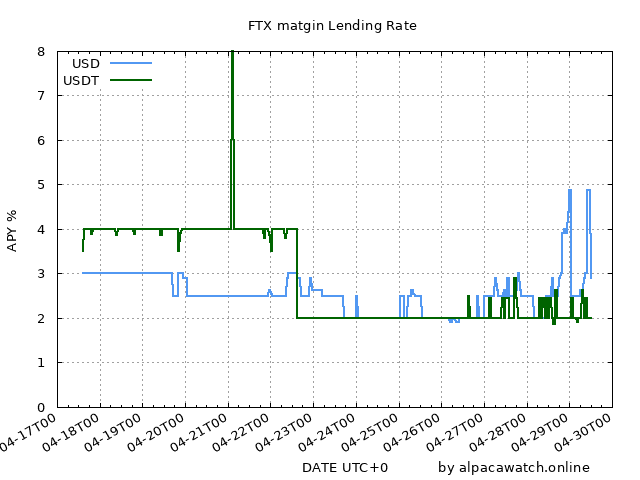 FTX matgin Lending Rate
USD
USDT
8
7
6
5
4
3
2
1
0
APY %
04-17T00
04-18T00
04-19T00
04-20T00
04-21T00
04-22T00
04-23T00
04-24T00
04-25T00
04-26T00
04-27T00
04-28T00
04-29T00
04-30T00
DATE UTC+0
by alpacawatch.online